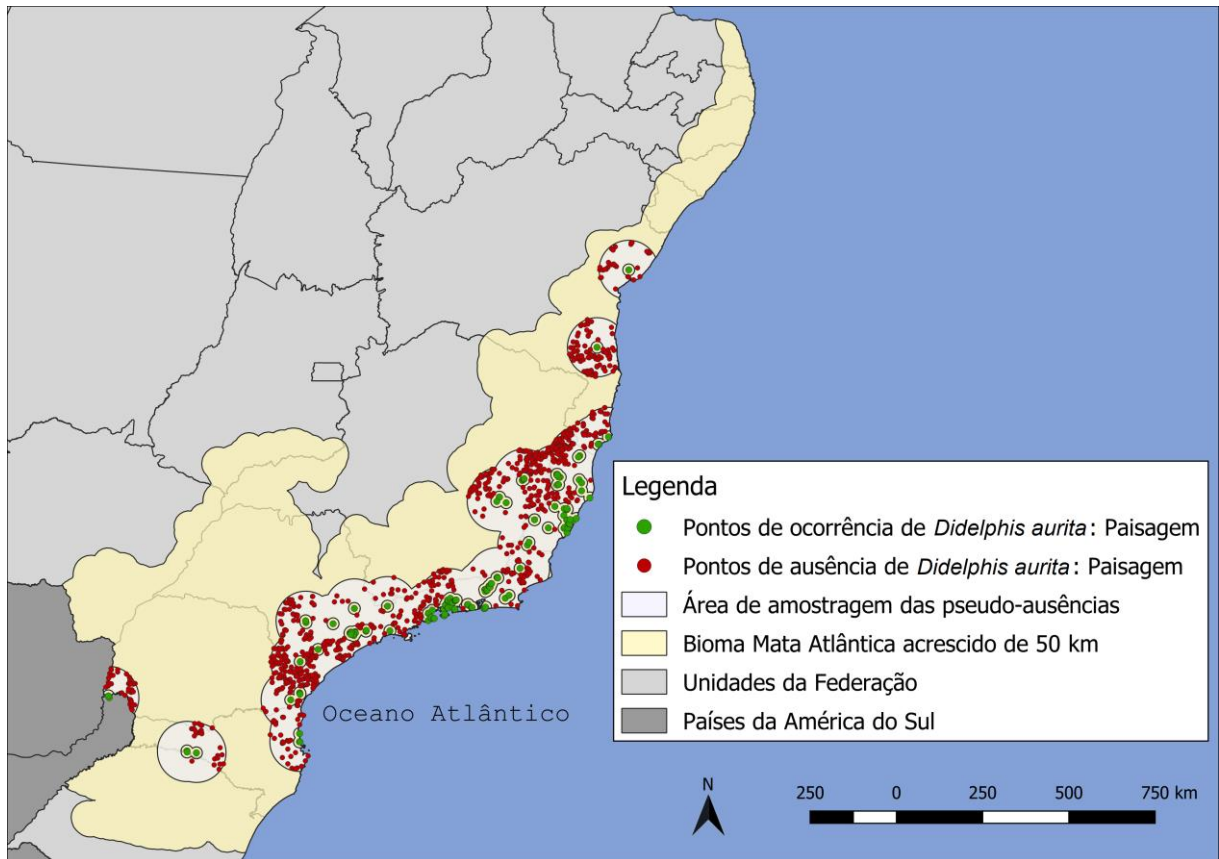 Legenda
Pontos de ocorrência de Didelphis aurita: Paisagem
Pontos de ausência de Didelphis aurita: Paisagem
Área de amostragem das pseudo-ausências
Bioma Mata Atlântica acrescido de 50 km
Unidades da Federação
Países da América do Sul
Oceano Atlântico
N
250 0 250 500 750 km